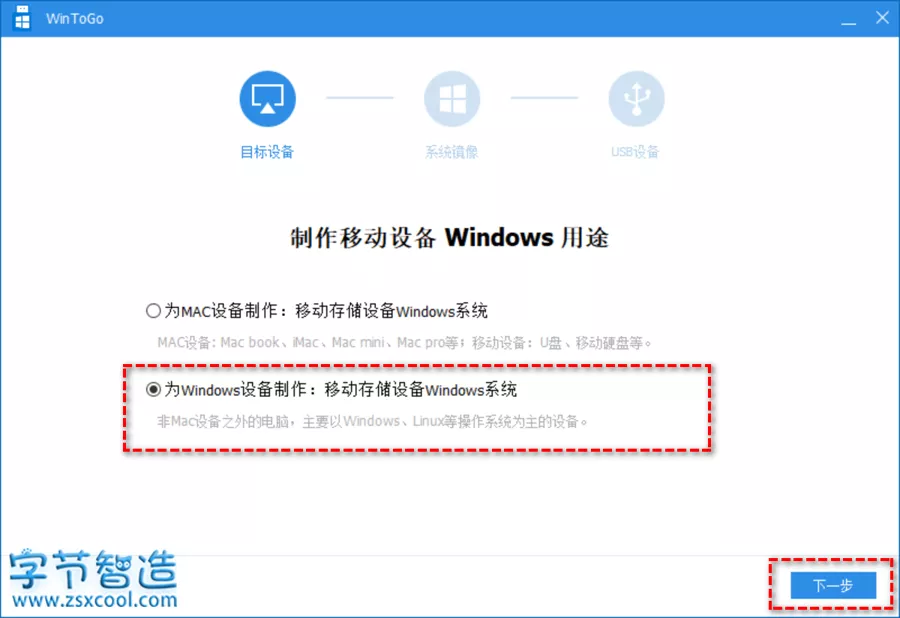 WinToGo
目标设备
系统镜像
USB设备
制作移动设备 Windows 用途
为MAC设备制作：移动存储设备Windows系统
MAC设备: Mac book、iMac、Mac mini、Mac pro等；移动设备：U盘、移动硬盘等。
为Windows设备制作：移动存储设备Windows系统
非Mac设备之外的电脑，主要以Windows、Linux等操作系统为主的设备。
字节智造
www.zsxcool.com
下一步